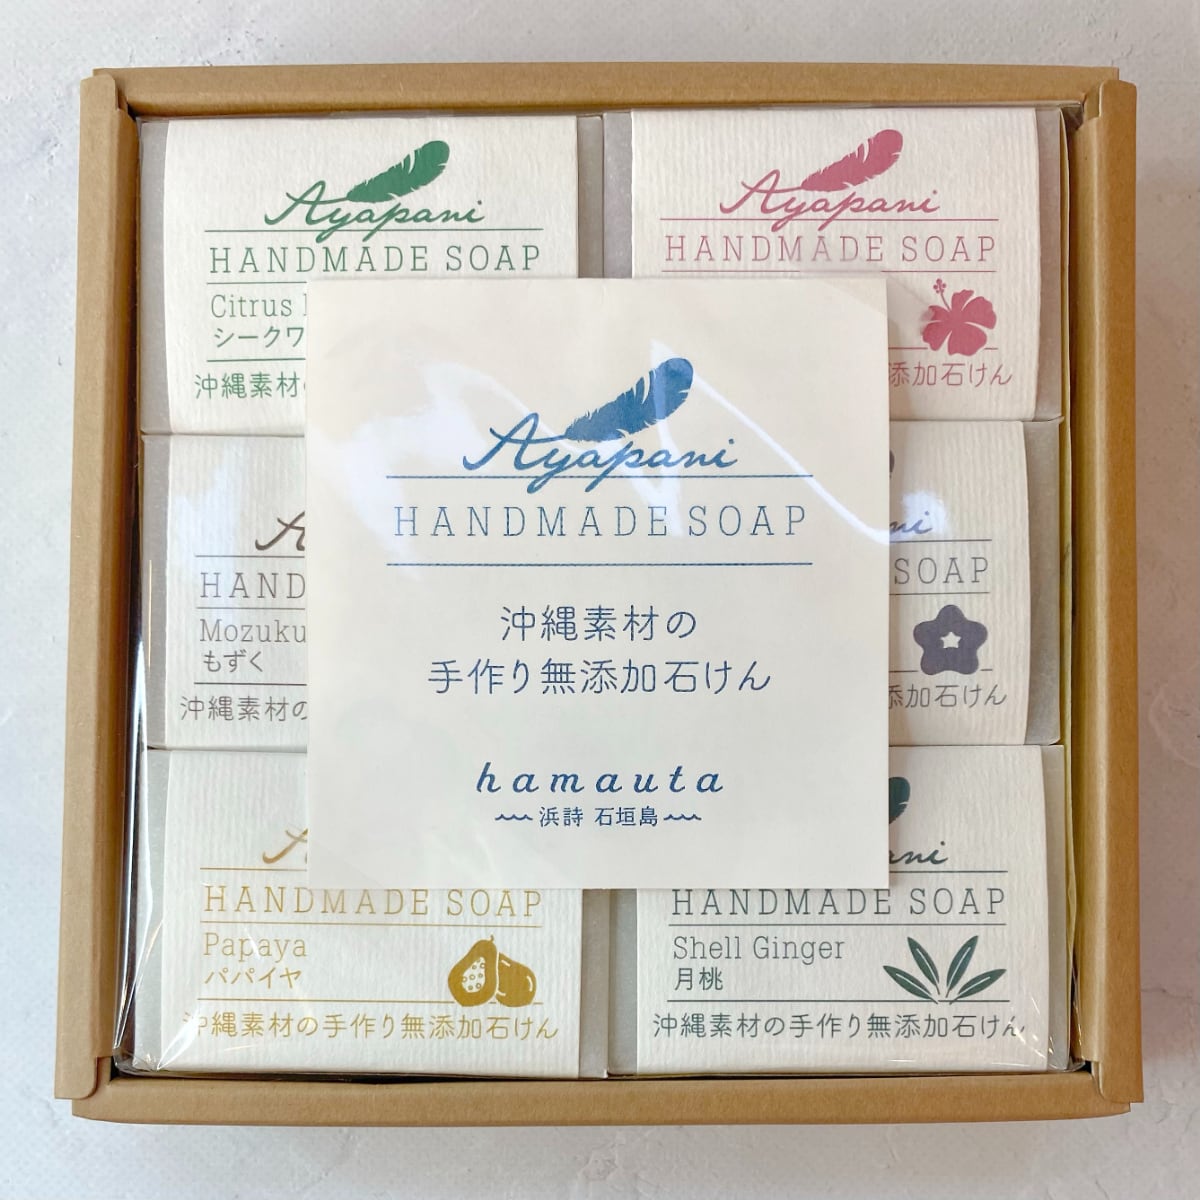 Ayapani
HANDMADE SOAP
Citrus
シークワ
沖縄素材
Ayapani
HANDMADE SOAP
添加石けん
Ayapani
HANDMADE SOAP
沖縄素材の
手作り無添加石けん
hamauta
浜詩 石垣島
Mozuku
もずく
沖縄素材の
SOAP
添加石けん
HANDMADE SOAP
Papaya
パパイヤ
沖縄素材の手作り無添加石けん
HANDMADE SOAP
Shell Ginger
月桃
沖縄素材の手作り無添加石けん